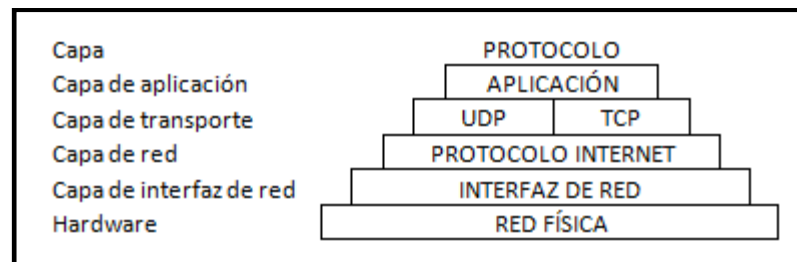 Capa PROTOCOLO
Capa de aplicación APLICACIÓN
Capa de transporte UDP TCP
Capa de red PROTOCOLO INTERNET
Capa de interfaz de red INTERFAZ DE RED
Hardware RED FÍSICA